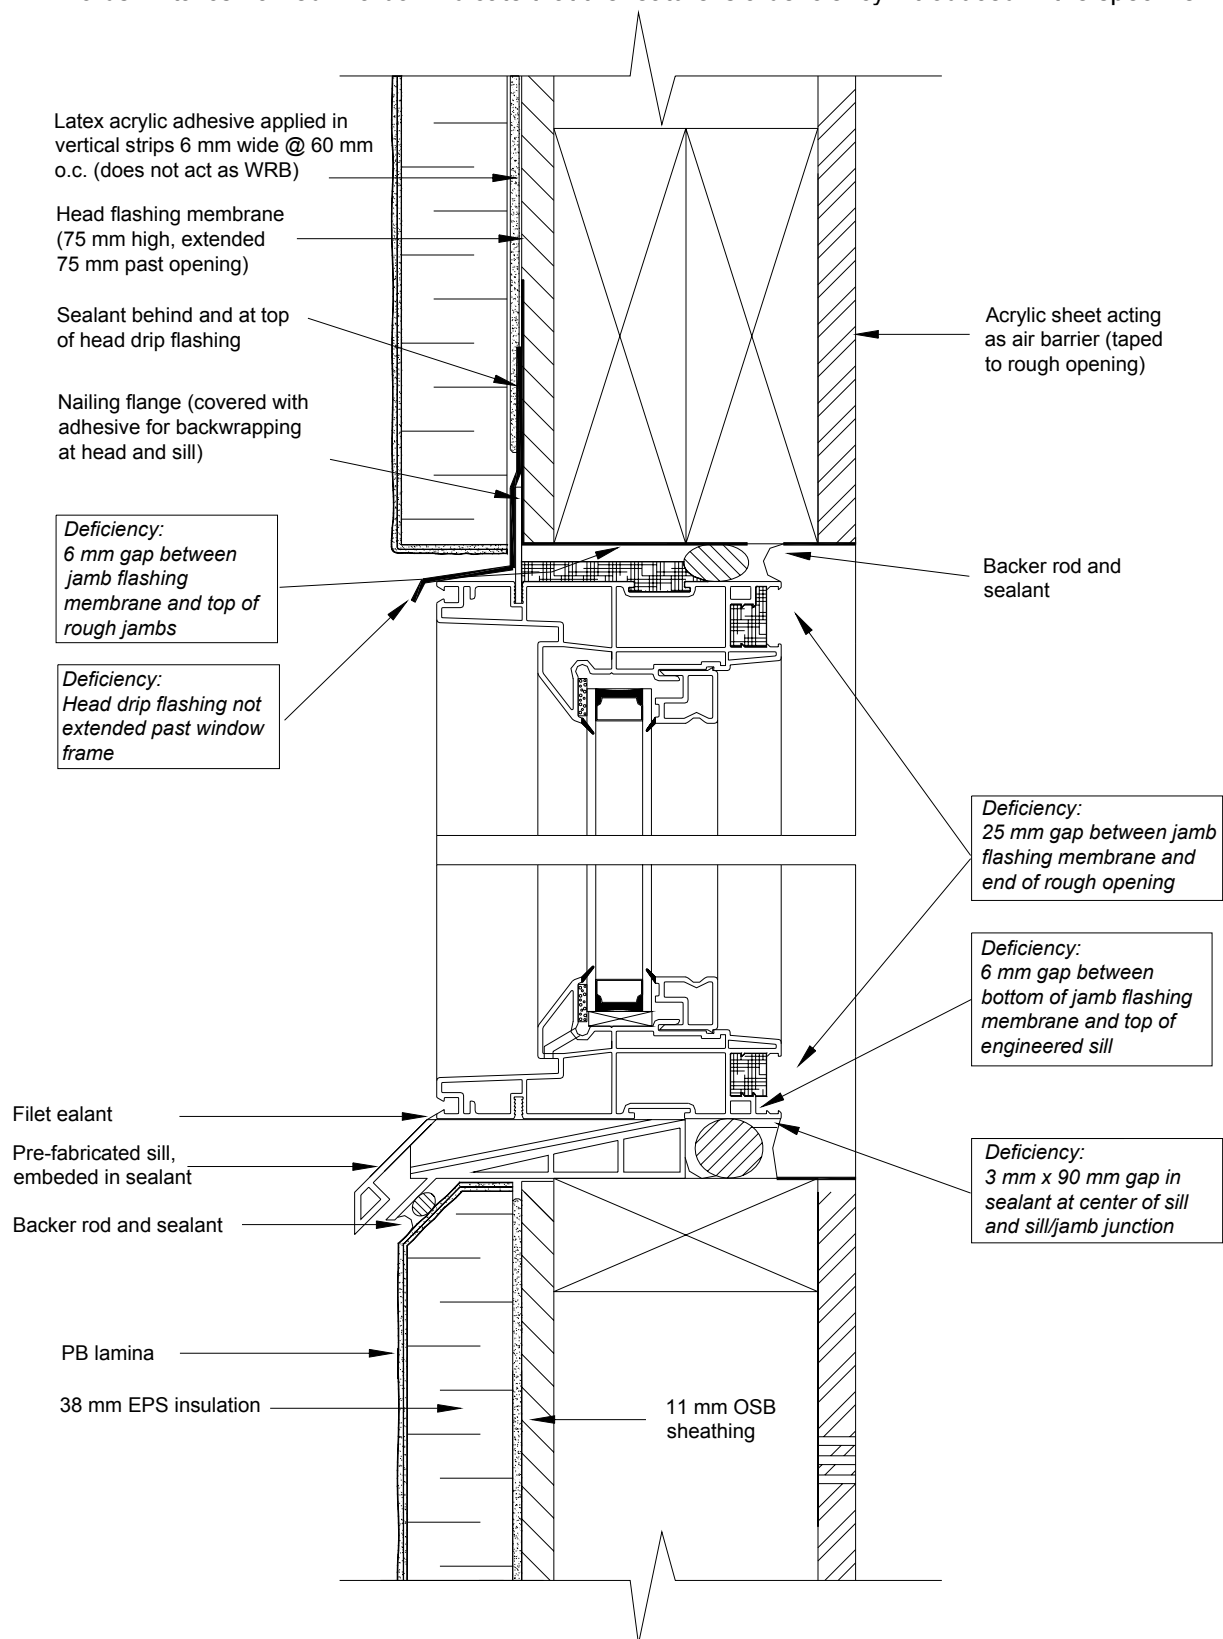 Latex acrylic adhesive applied in
vertical strips 6 mm wide @ 60 mm
o.c. (does not act as WRB)
Head flashing membrane
(75 mm high, extended
75 mm past opening)
Sealant behind and at top
of head drip flashing
Nailing flange (covered with
adhesive for backwrapping
at head and sill)
Deficiency:
6 mm gap between
jamb flashing
membrane and top of
rough jambs
Deficiency:
Head drip flashing not
extended past window
frame
Acrylic sheet acting
as air barrier (taped
to rough opening)
Backer rod and
sealant
Deficiency:
25 mm gap between jamb
flashing membrane and
end of rough opening
Deficiency:
6 mm gap between
bottom of jamb flashing
membrane and top of
engineered sill
Deficiency:
3 mm x 90 mm gap in
sealant at center of sill
and sill/jamb junction
Filet ealant
Pre-fabricated sill,
embeded in sealant
Backer rod and sealant
PB lamina
38 mm EPS insulation
11 mm OSB
sheathing